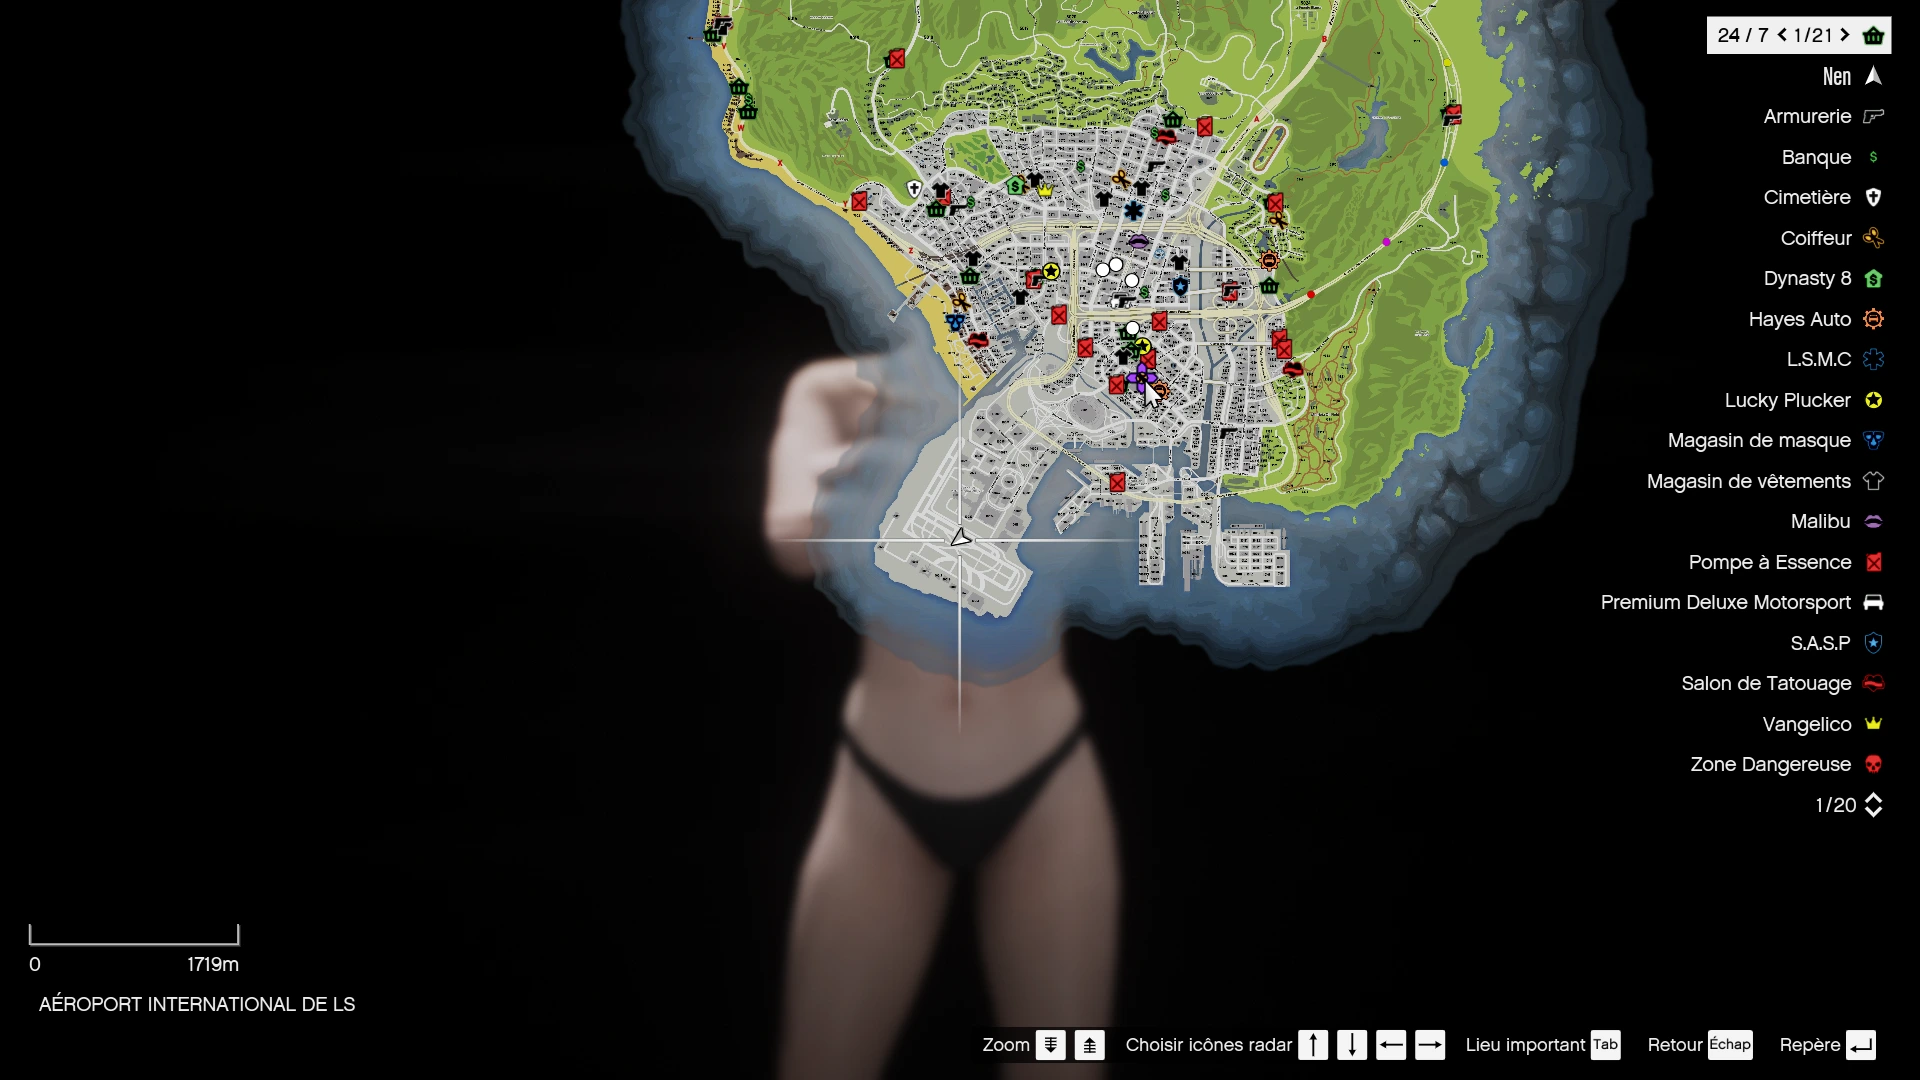 24 / 7 < 1/21 >
Nen
Armurerie
Banque
Cimetière
Coiffeur
Dynasty 8
Hayes Auto
L.S.M.C
Lucky Plucker
Magasin de masque
Magasin de vêtements
Malibu
Pompe à Essence
Premium Deluxe Motorsport
S.A.S.P
Salon de Tatouage
Vangelico
Zone Dangereuse
1/20
V
W
X
Y
Z
A
B
0 1719m
AÉROPORT INTERNATIONAL DE LS
Zoom Choisir icônes radar Lieu important Tab Retour Échap Repère